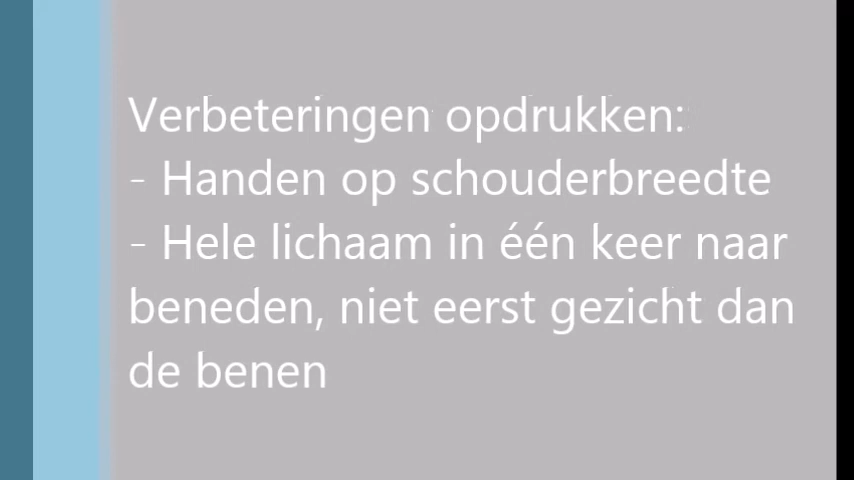 Verbeteringen opdrukken:
- Handen op schouderbreedte
- Hele lichaam in één keer naar
beneden, niet eerst gezicht dan
de benen